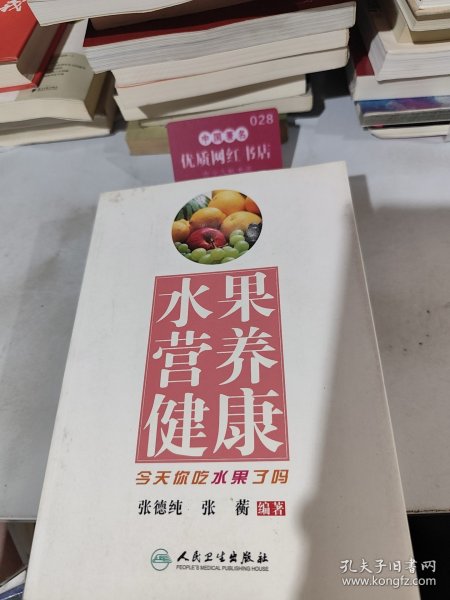 028
中国著名
优质网红书店
水果
营养
健康
今天你吃水果了吗
张德纯 张蘅 编著
人民卫生出版社
PEOPLE'S MEDICAL PUBLISHING HOUSE
孔夫子旧书网
www.kongfz.com